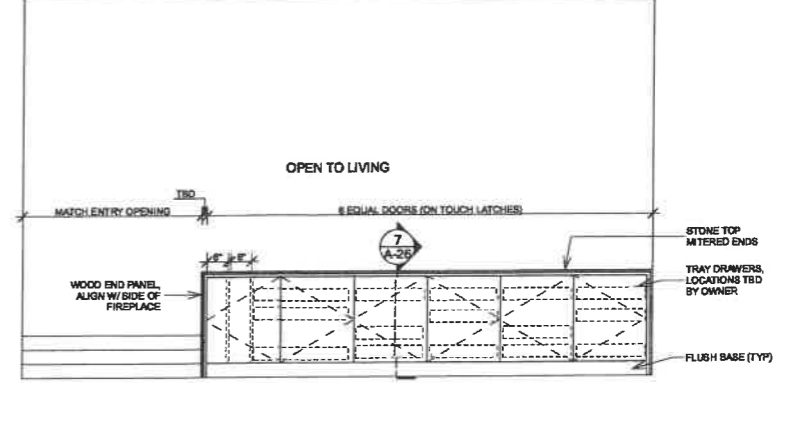 OPEN TO LIVING
TBD
MATCH ENTRY OPENING
6 EQUAL DOORS (ON TOUCH LATCHES)
7
A-26
STONE TOP
MITERED ENDS
6" 6"
WOOD END PANEL,
ALIGN W/ SIDE OF
FIREPLACE
TRAY DRAWERS,
LOCATIONS TBD
BY OWNER
FLUSH BASE (TYP)